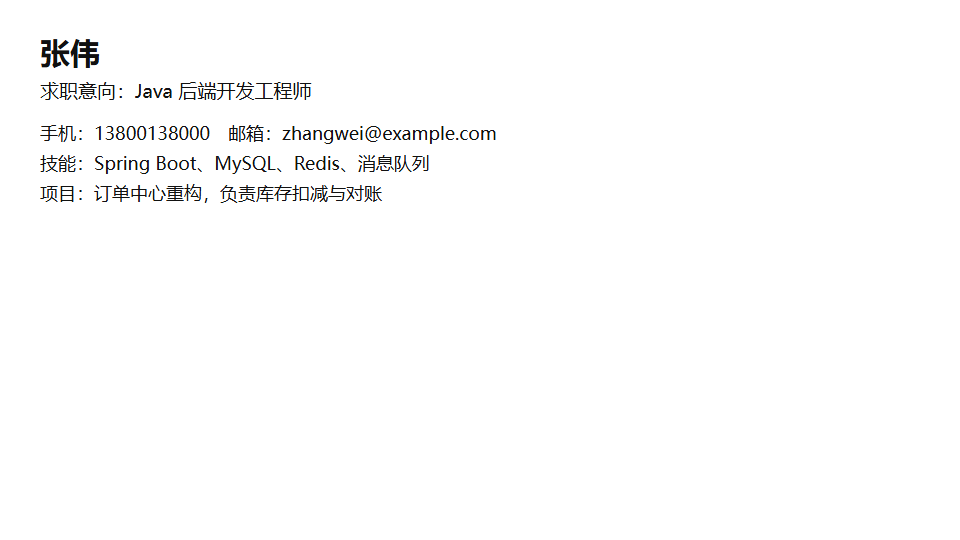 张伟
求职意向：Java 后端开发工程师
手机：13800138000 邮箱：zhangwei@example.com
技能：Spring Boot、MySQL、Redis、消息队列
项目：订单中心重构，负责库存扣减与对账